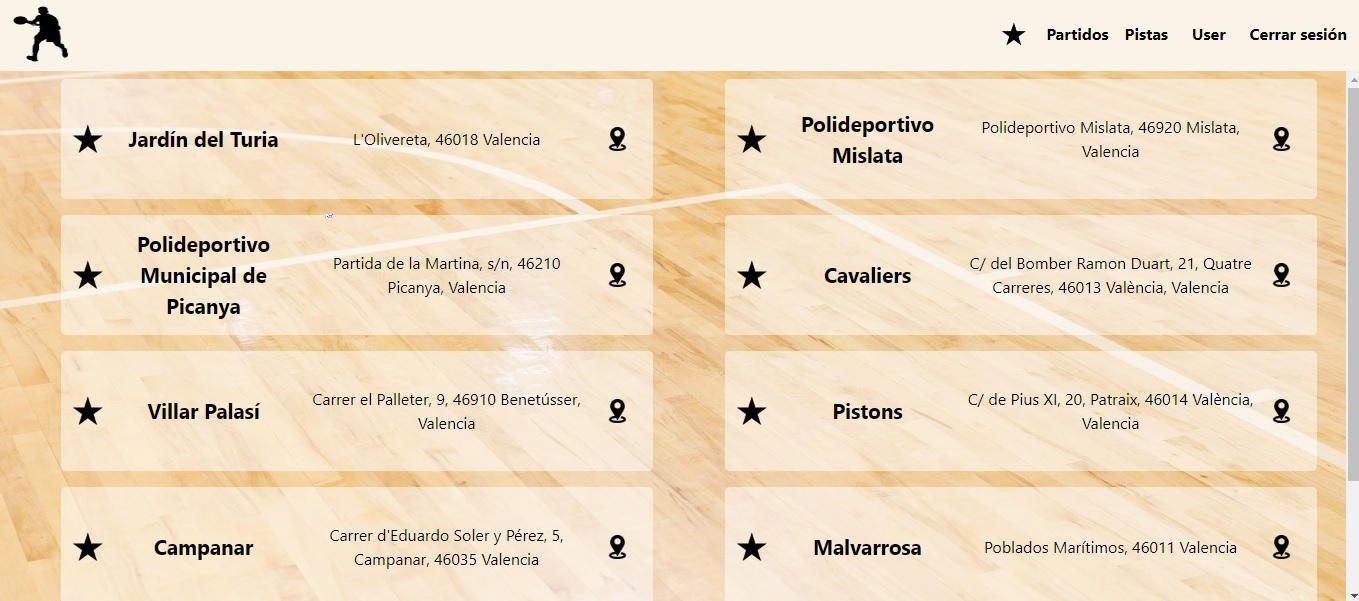 Partidos Pistas User Cerrar sesión
Jardín del Turia
L'Olivereta, 46018 Valencia
Polideportivo
Mislata
Polideportivo Mislata, 46920 Mislata,
Valencia
Polideportivo
Municipal de
Picanya
Partida de la Martina, s/n, 46210
Picanya, Valencia
Cavaliers
C/ del Bomber Ramon Duart, 21, Quatre
Carreres, 46013 València, Valencia
Villar Palasí
Carrer el Palleter, 9, 46910 Benetússer,
Valencia
Pistons
C/ de Pius XI, 20, Patraix, 46014 València,
Valencia
Campanar
Carrer d'Eduardo Soler y Pérez, 5,
Campanar, 46035 Valencia
Malvarrosa
Poblados Marítimos, 46011 Valencia